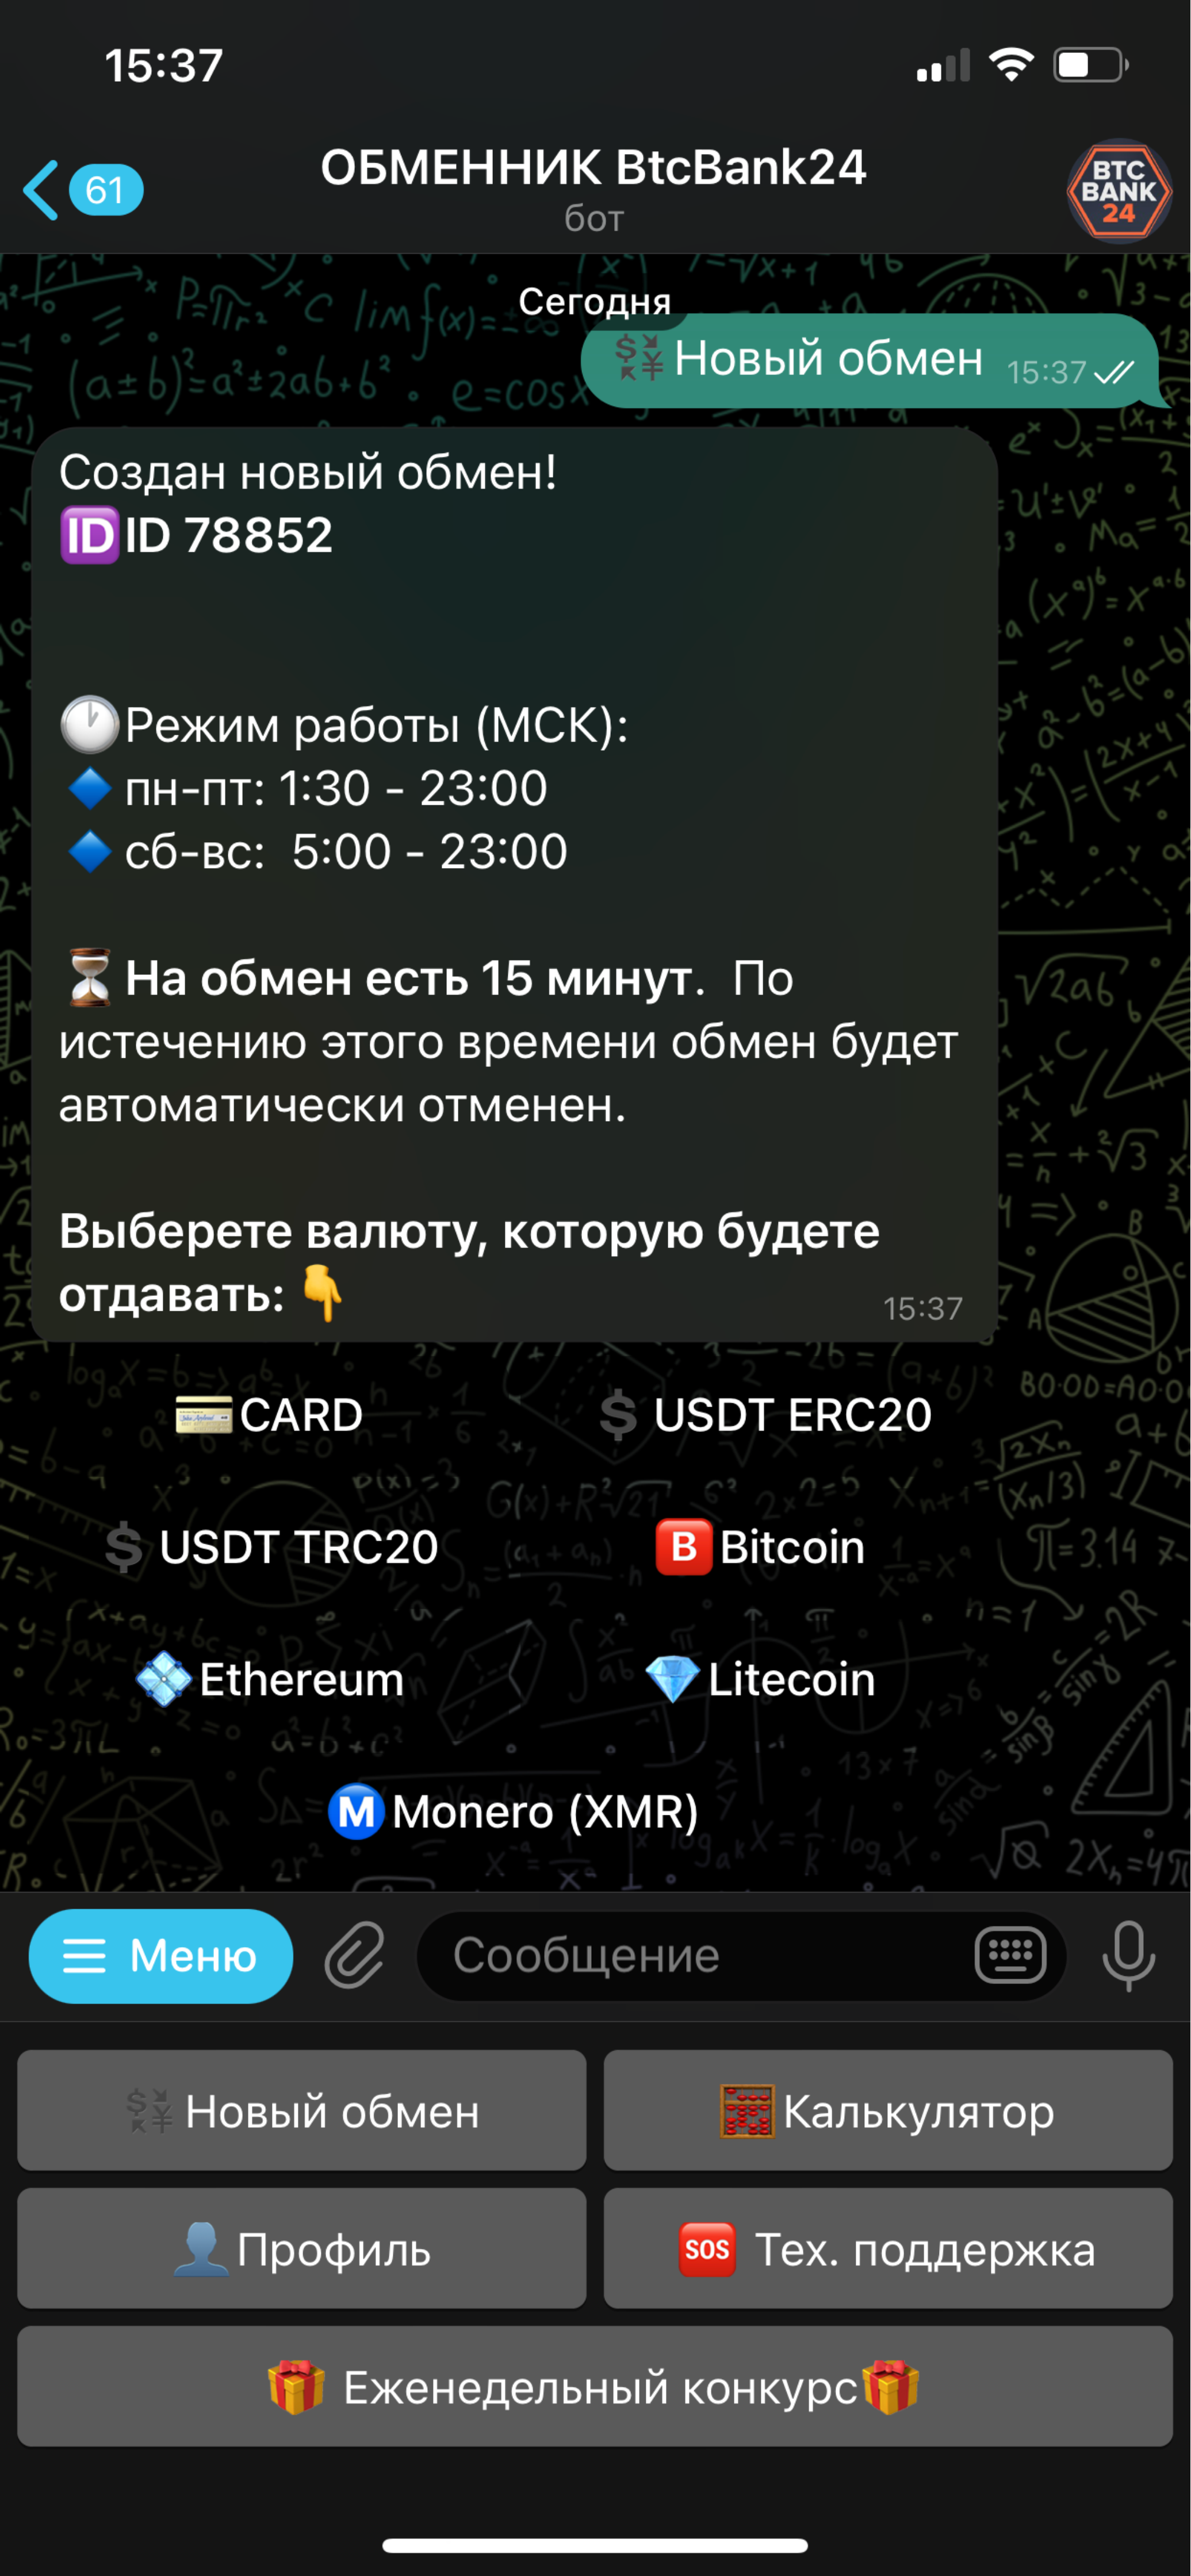 15:37
61
ОБМЕННИК BtcBank24
бот
BTC
BANK
24
Сегодня
Новый обмен 15:37
Создан новый обмен!
🆔ID 78852
🕐Режим работы (МСК):
🔹 пн-пт: 1:30 - 23:00
🔹 сб-вс:  5:00 - 23:00
⏳На обмен есть 15 минут.  По
истечению этого времени обмен будет
автоматически отменен.
Выберете валюту, которую будете
отдавать: 👇
15:37
💳CARD
💲 USDT ERC20
💲 USDT TRC20
🅱Bitcoin
💠Ethereum
💎Litecoin
Ⓜ️Monero (XMR)
Меню
Сообщение
💱Новый обмен
🧮Калькулятор
👤Профиль
🆘 Тех. поддержка
🎁 Еженедельный конкурс🎁